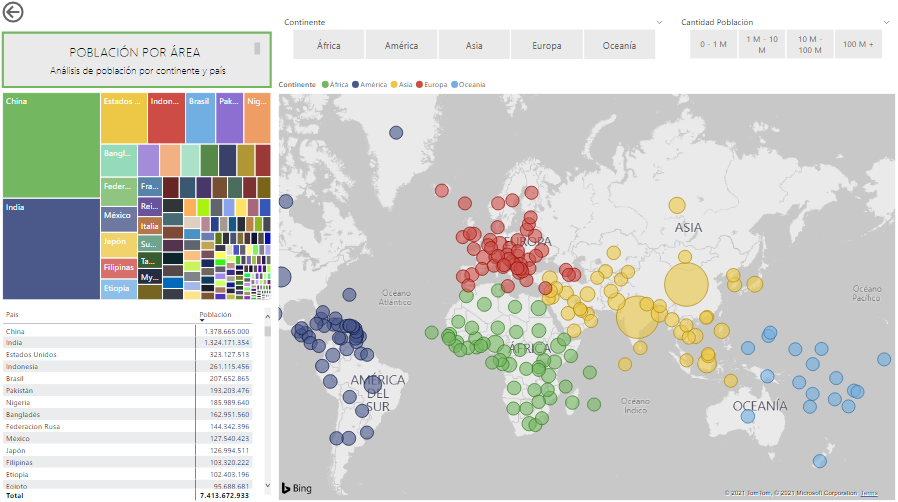 POBLACIÓN POR ÁREA
Análisis de población por continente y país
Continente
África
América
Asia
Europa
Oceanía
Cantidad Población
0 - 1 M
1 M - 10 M
10 M - 100 M
100 M +
Continente África América Asia Europa Oceania
China
Estados ...
Indon...
Brasil
Pak...
Nig...
Bangl...
Feder...
Fra...
India
México
Rei...
Italia
Japón
Su...
Filipinas
Ta...
Etiopía
My...
País Población
China 1.378.665.000
India 1.324.171.354
Estados Unidos 323.127.513
Indonesia 261.115.456
Brasil 207.652.865
Pakistán 193.203.476
Nigeria 185.989.640
Bangladés 162.951.560
Federacion Rusa 144.342.396
México 127.540.423
Japón 126.994.511
Filipinas 103.320.222
Etiopía 102.403.196
Egipto 95.688.681
Total 7.413.672.933
ASIA
EUROPA
Océano
Atlántico
Océano
Pacífico
ÁFRICA
AMÉRICA
DEL
SUR
Océano
Índico
OCEANÍA
Bing
© 2021 TomTom, © 2021 Microsoft Corporation Terms